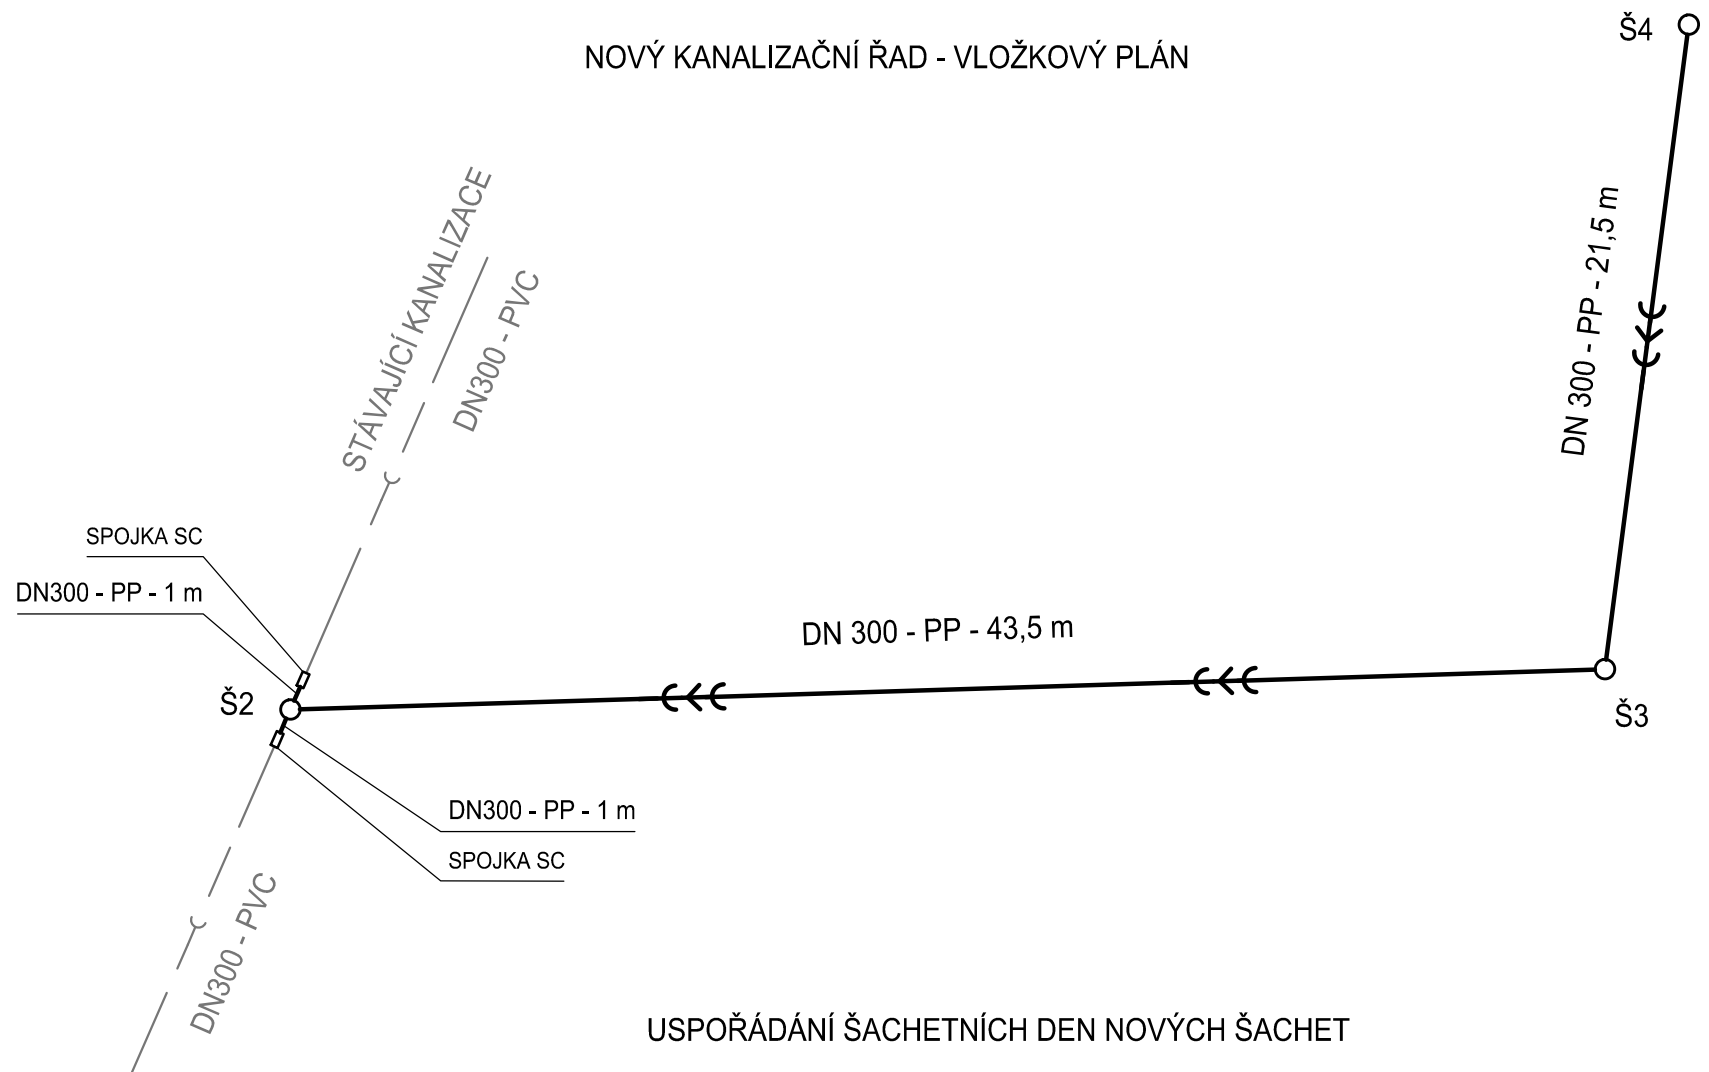 Š4
NOVÝ KANALIZAČNÍ ŘAD - VLOŽKOVÝ PLÁN
STÁVAJÍCÍ KANALIZACE
DN300 - PVC
DN 300 - PP - 21,5 m
SPOJKA SC
DN300 - PP - 1 m
DN 300 - PP - 43,5 m
Š2
Š3
DN300 - PP - 1 m
SPOJKA SC
DN300 - PVC
USPOŘÁDÁNÍ ŠACHETNÍCH DEN NOVÝCH ŠACHET